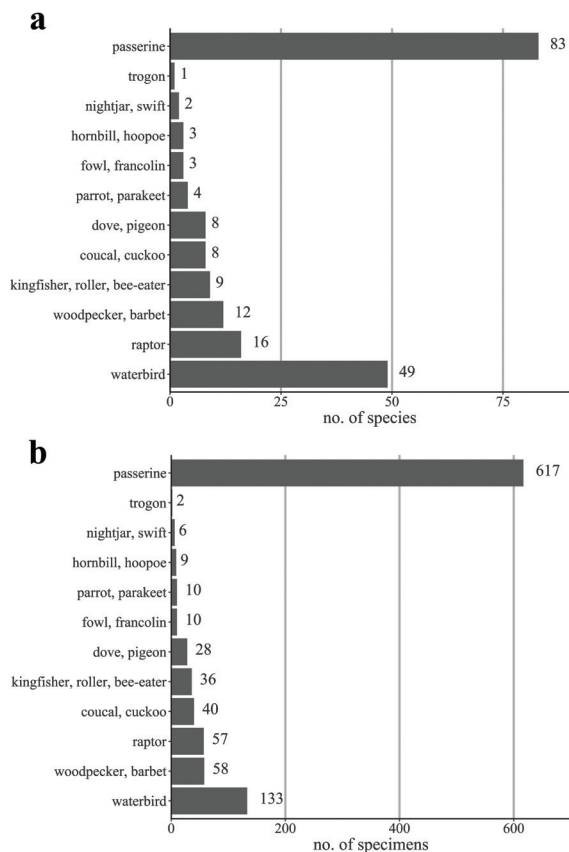 a
passerine 83
trogon 1
nightjar, swift 2
hornbill, hoopoe 3
fowl, francolin 3
parrot, parakeet 4
dove, pigeon 8
coucal, cuckoo 8
kingfisher, roller, bee-eater 9
woodpecker, barbet 12
raptor 16
waterbird 49
0 25 50 75
no. of species
b
passerine 617
trogon 2
nightjar, swift 6
hornbill, hoopoe 9
parrot, parakeet 10
fowl, francolin 10
dove, pigeon 28
kingfisher, roller, bee-eater 36
coucal, cuckoo 40
raptor 57
woodpecker, barbet 58
waterbird 133
0 200 400 600
no. of specimens